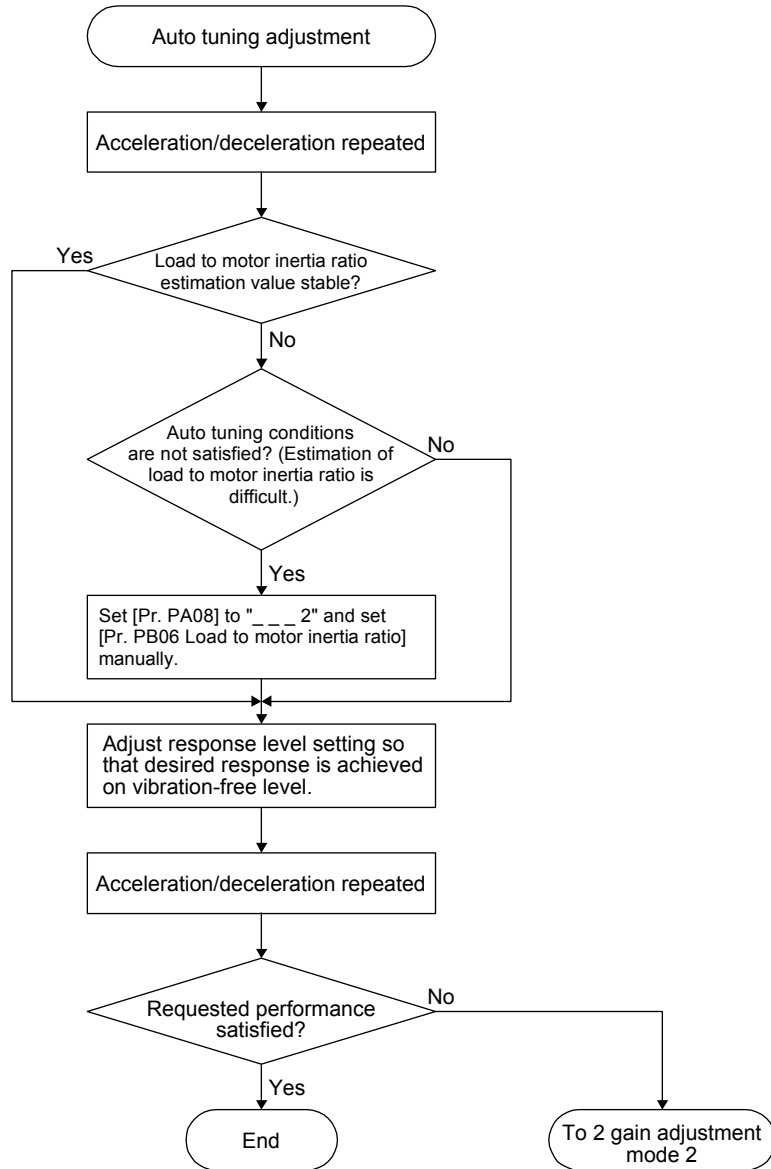 Auto tuning adjustment
Acceleration/deceleration repeated
Yes
Load to motor inertia ratio
estimation value stable?
No
Auto tuning conditions
are not satisfied? (Estimation of
load to motor inertia ratio is
difficult.)
No
Yes
Set [Pr. PA08] to "_ _ _ 2" and set
[Pr. PB06 Load to motor inertia ratio]
manually.
Adjust response level setting so
that desired response is achieved
on vibration-free level.
Acceleration/deceleration repeated
Requested performance
satisfied?
No
Yes
End
To 2 gain adjustment
mode 2